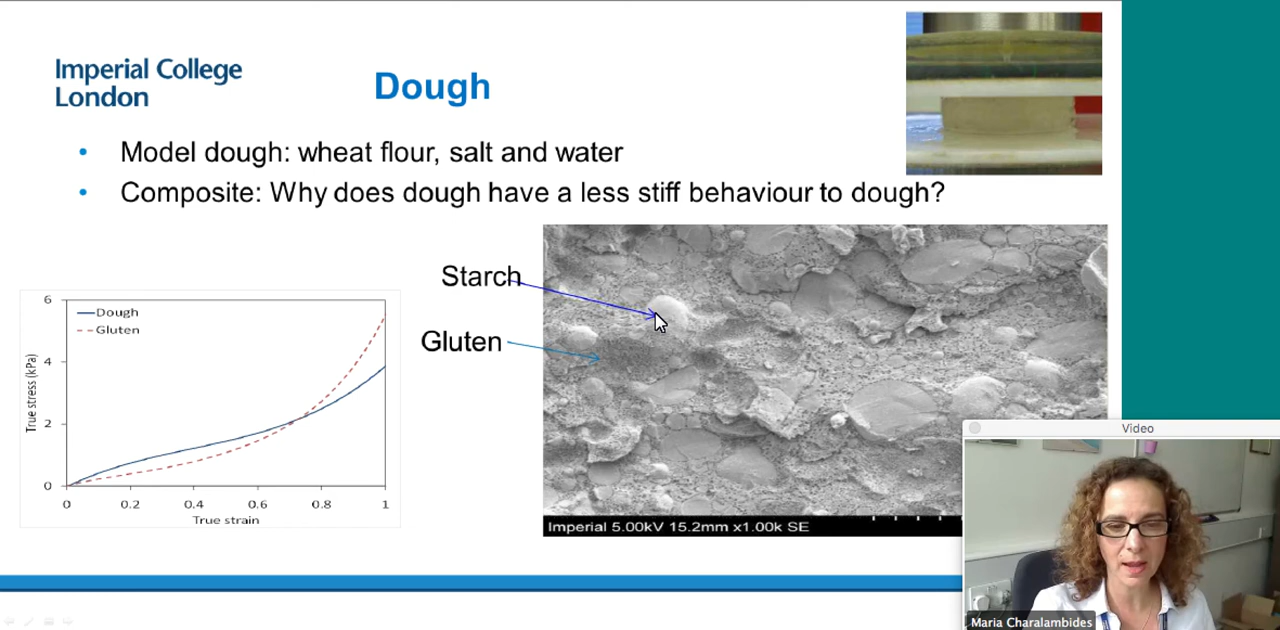 Imperial College
London
Dough
• Model dough: wheat flour, salt and water
• Composite: Why does dough have a less stiff behaviour to dough?
Starch
Gluten
6
4
2
0
True stress (kPa)
Dough
Gluten
0 0.2 0.4 0.6 0.8 1
True strain
Imperial 5.00kV 15.2mm x1.00k SE
Video
Maria Charalambides